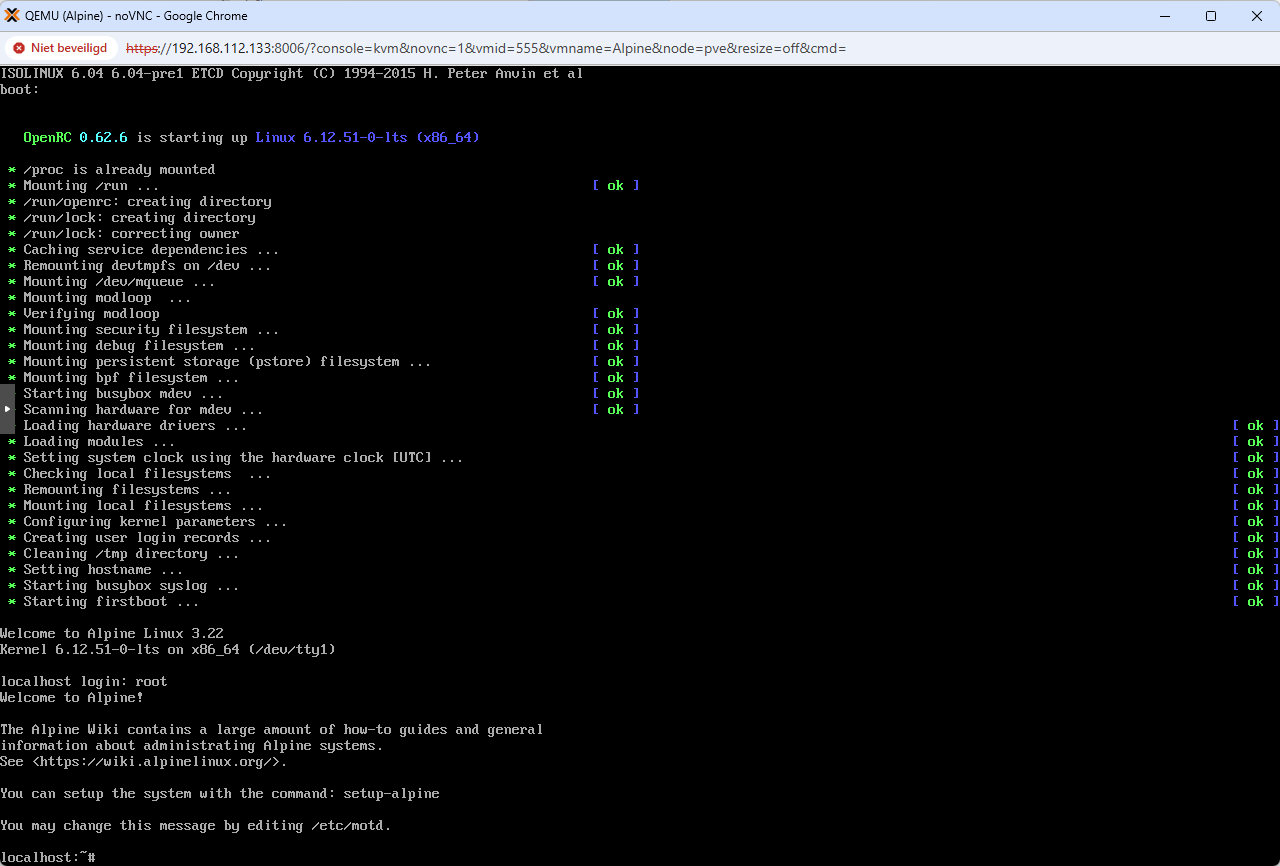 QEMU (Alpine) - noVNC - Google Chrome
Niet beveiligd https://192.168.112.133:8006/?console=kvm&novnc=1&vmid=555&vmname=Alpine&node=pve&resize=off&cmd=
ISOLINUX 6.04 6.04-pre1 ETCD Copyright (C) 1994-2015 H. Peter Anvin et al
boot:
OpenRC 0.62.6 is starting up Linux 6.12.51-0-lts (x86_64)
* /proc is already mounted
* Mounting /run ... [ ok ]
* /run/openrc: creating directory
* /run/lock: creating directory
* /run/lock: correcting owner
* Caching service dependencies ... [ ok ]
* Remounting devtmpfs on /dev ... [ ok ]
* Mounting /dev/mqueue ... [ ok ]
* Mounting modloop  ...
* Verifying modloop [ ok ]
* Mounting security filesystem ... [ ok ]
* Mounting debug filesystem ... [ ok ]
* Mounting persistent storage (pstore) filesystem ... [ ok ]
* Mounting bpf filesystem ... [ ok ]
Starting busybox mdev ... [ ok ]
Scanning hardware for mdev ... [ ok ]
Loading hardware drivers ... [ ok ]
* Loading modules ... [ ok ]
* Setting system clock using the hardware clock [UTC] ... [ ok ]
* Checking local filesystems  ... [ ok ]
* Remounting filesystems ... [ ok ]
* Mounting local filesystems ... [ ok ]
* Configuring kernel parameters ... [ ok ]
* Creating user login records ... [ ok ]
* Cleaning /tmp directory ... [ ok ]
* Setting hostname ... [ ok ]
* Starting busybox syslog ... [ ok ]
* Starting firstboot ... [ ok ]
Welcome to Alpine Linux 3.22
Kernel 6.12.51-0-lts on x86_64 (/dev/tty1)
localhost login: root
Welcome to Alpine!
The Alpine Wiki contains a large amount of how-to guides and general
information about administrating Alpine systems.
See <https://wiki.alpinelinux.org/>.
You can setup the system with the command: setup-alpine
You may change this message by editing /etc/motd.
localhost:~#